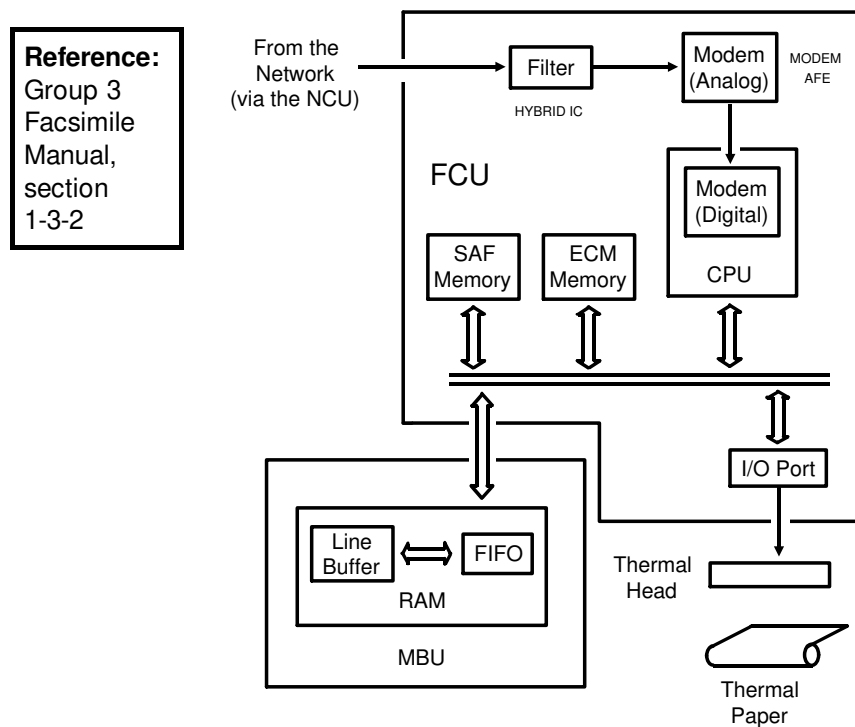 Reference:
Group 3
Facsimile
Manual,
section
1-3-2
From the
Network
(via the NCU)
Filter
HYBRID IC
Modem
(Analog)
MODEM
AFE
FCU
Modem
(Digital)
CPU
SAF
Memory
ECM
Memory
I/O Port
Line
Buffer
FIFO
RAM
MBU
Thermal
Head
Thermal
Paper